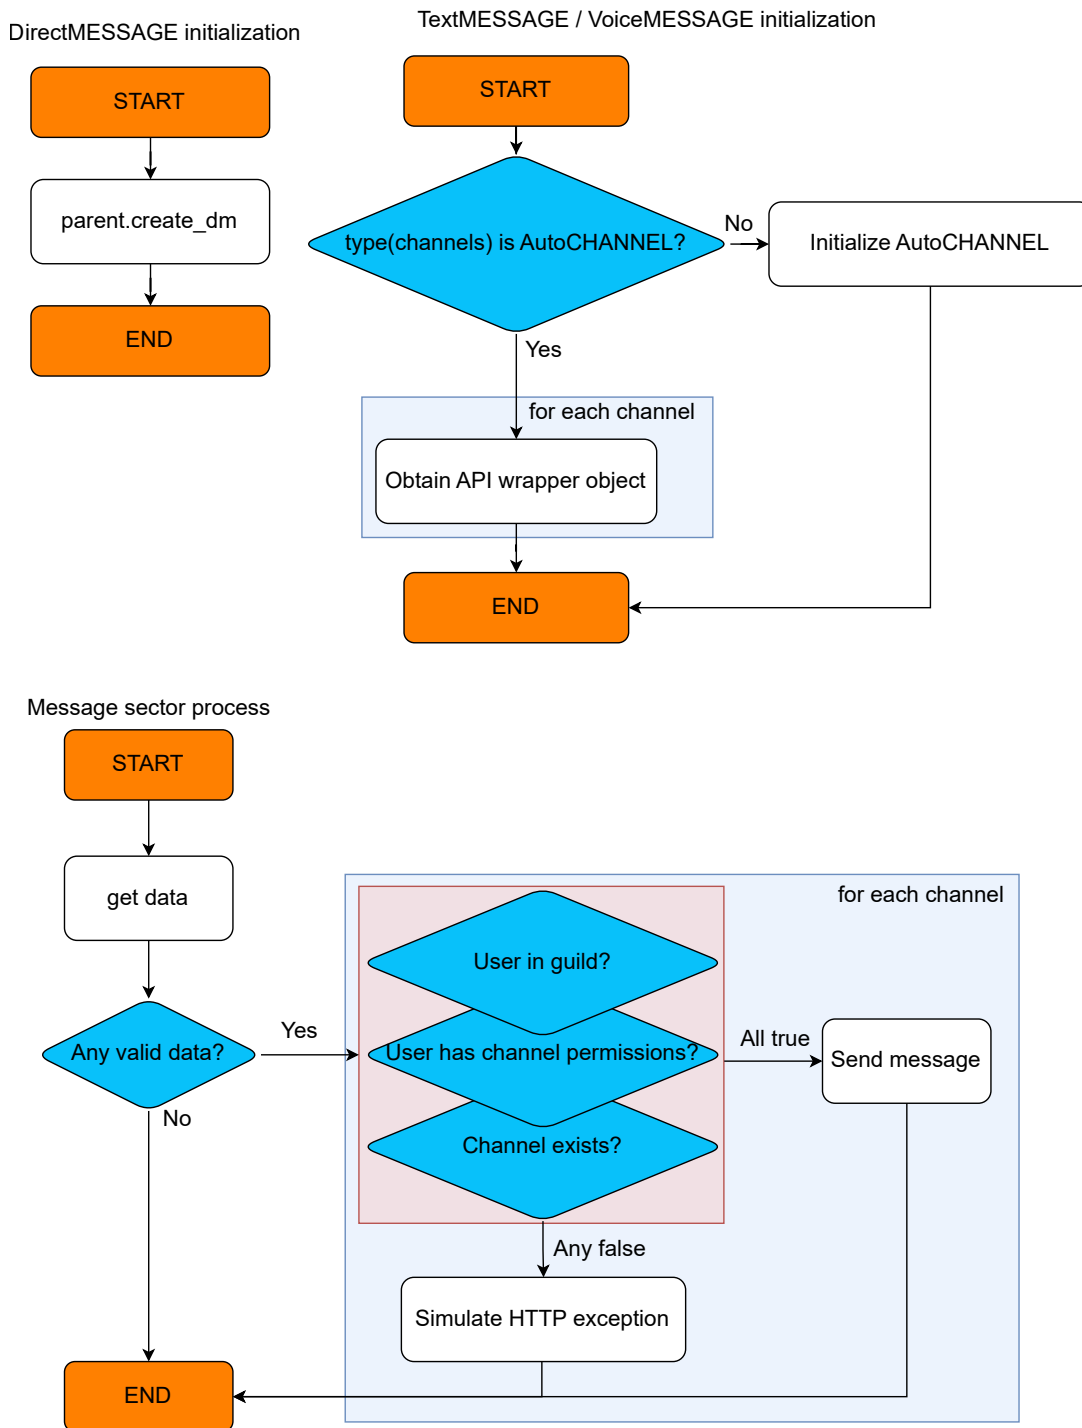 DirectMESSAGE initialization
START
parent.create_dm
END
TextMESSAGE / VoiceMESSAGE initialization
START
type(channels) is AutoCHANNEL?
No
Initialize AutoCHANNEL
Yes
for each channel
Obtain API wrapper object
END
Message sector process
START
get data
Any valid data?
Yes
No
for each channel
User in guild?
User has channel permissions?
Channel exists?
All true
Send message
Any false
Simulate HTTP exception
END